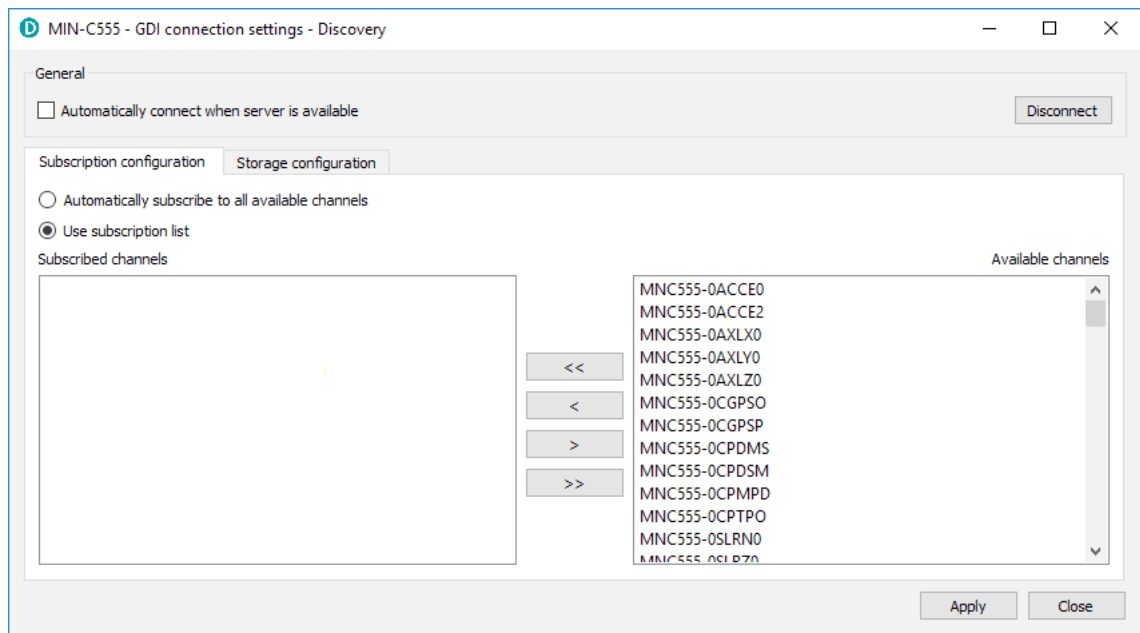 MIN-C555 - GDI connection settings - Discovery
General
Automatically connect when server is available
Disconnect
Subscription configuration
Storage configuration
Automatically subscribe to all available channels
Use subscription list
Subscribed channels
Available channels
MNC555-0ACCE0
MNC555-0ACCE2
MNC555-0AXLX0
MNC555-0AXLY0
MNC555-0AXLZ0
MNC555-0CGPSO
MNC555-0CGPSP
MNC555-0CPDMS
MNC555-0CPDSM
MNC555-0CPMPD
MNC555-0CPTPO
MNC555-0SLRN0
<<
<
>
>>
Apply
Close